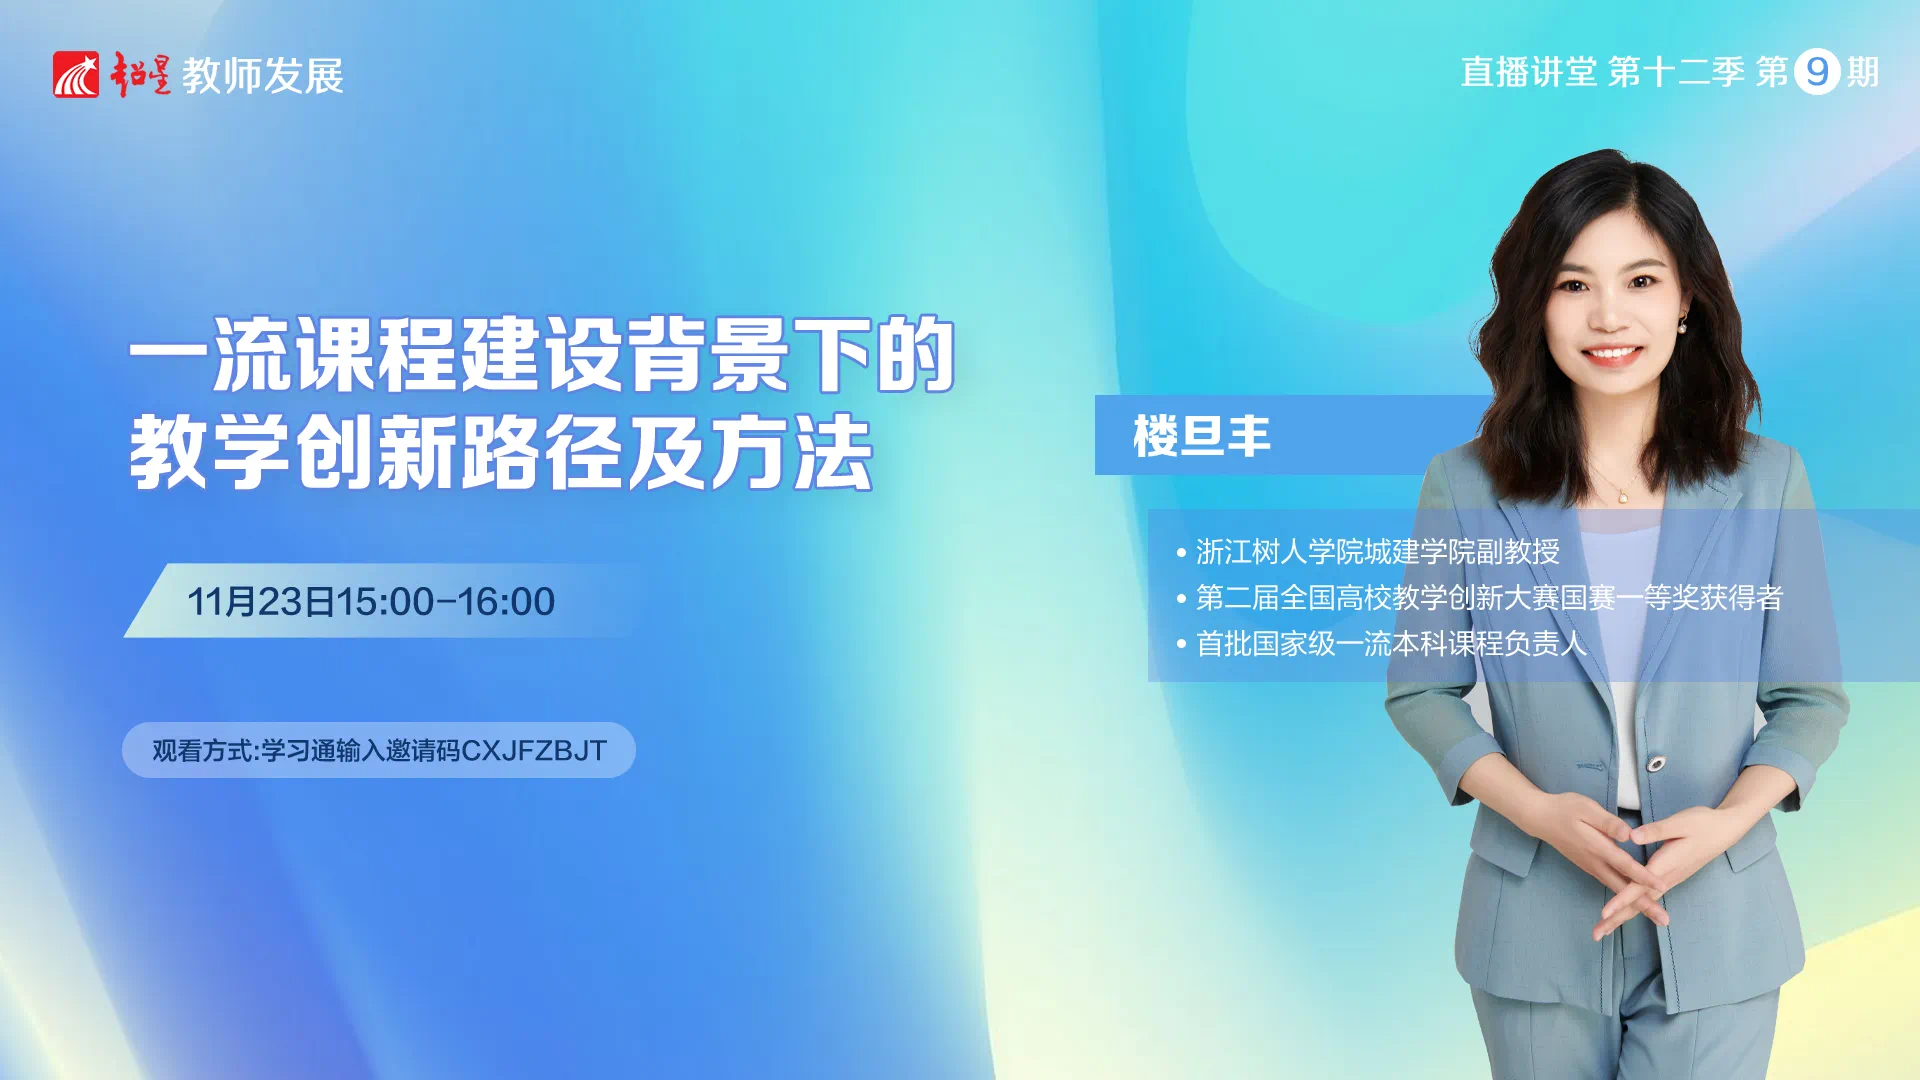 超星 教师发展
直播讲堂 第十二季 第9期
一流课程建设背景下的
教学创新路径及方法
11月23日15:00-16:00
观看方式:学习通输入邀请码CXJFZBJT
楼旦丰
• 浙江树人学院城建学院副教授
• 第二届全国高校教学创新大赛国赛一等奖获得者
• 首批国家级一流本科课程负责人